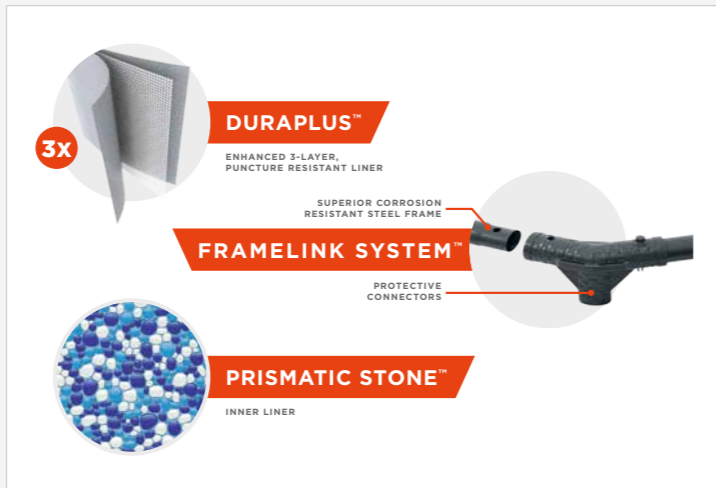 3X
DURAPLUS™
ENHANCED 3-LAYER,
PUNCTURE RESISTANT LINER
SUPERIOR CORROSION
RESISTANT STEEL FRAME
FRAMELINK SYSTEM™
PROTECTIVE
CONNECTORS
PRISMATIC STONE™
INNER LINER